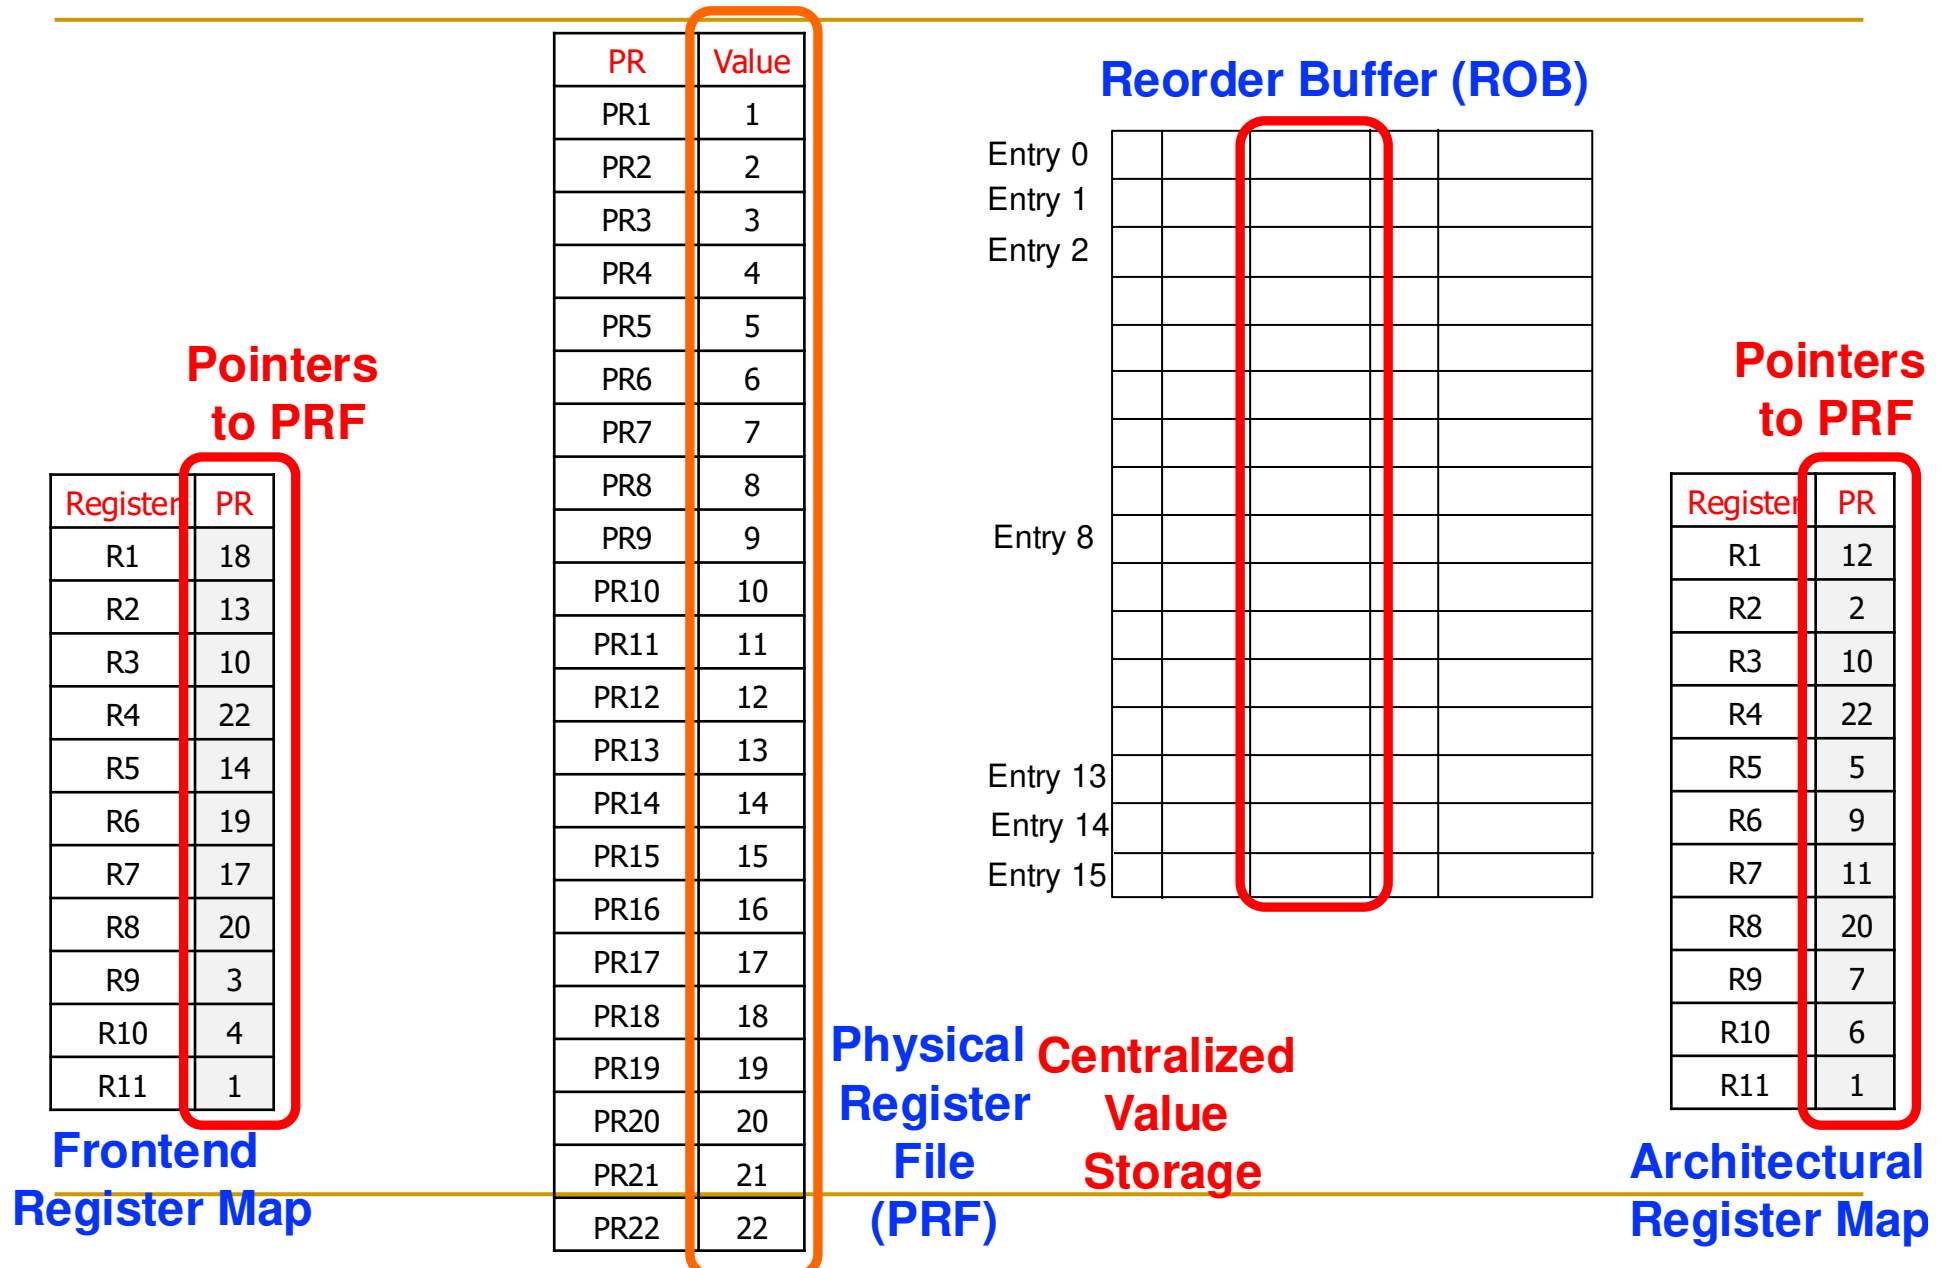 Pointers
to PRF
Register PR
R1 18
R2 13
R3 10
R4 22
R5 14
R6 19
R7 17
R8 20
R9 3
R10 4
R11 1
Frontend
Register Map
PR Value
PR1 1
PR2 2
PR3 3
PR4 4
PR5 5
PR6 6
PR7 7
PR8 8
PR9 9
PR10 10
PR11 11
PR12 12
PR13 13
PR14 14
PR15 15
PR16 16
PR17 17
PR18 18
PR19 19
PR20 20
PR21 21
PR22 22
Physical
Register
File
(PRF)
Centralized
Value
Storage
Reorder Buffer (ROB)
Entry 0
Entry 1
Entry 2
Entry 8
Entry 13
Entry 14
Entry 15
Pointers
to PRF
Register PR
R1 12
R2 2
R3 10
R4 22
R5 5
R6 9
R7 11
R8 20
R9 7
R10 6
R11 1
Architectural
Register Map